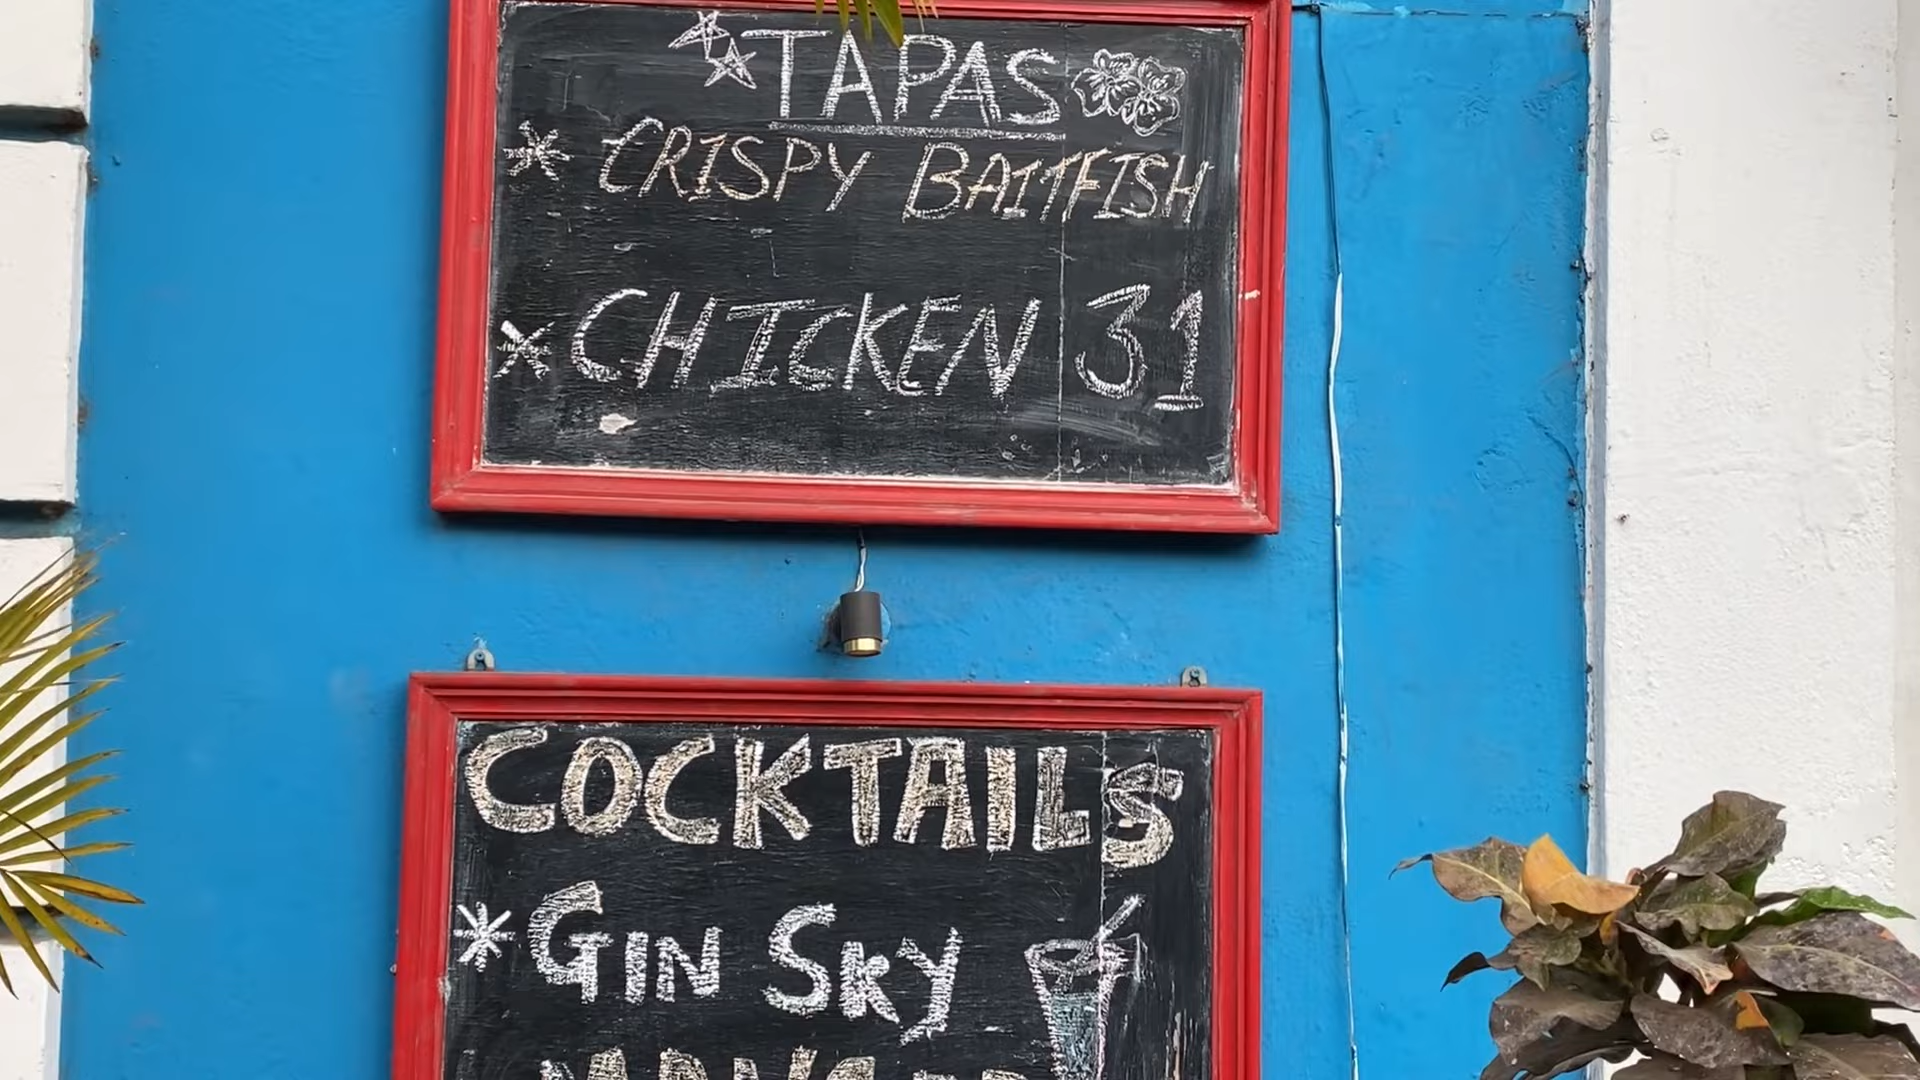 TAPAS
CRISPY BAITFISH
CHICKEN 31
COCKTAILS
GIN SKY